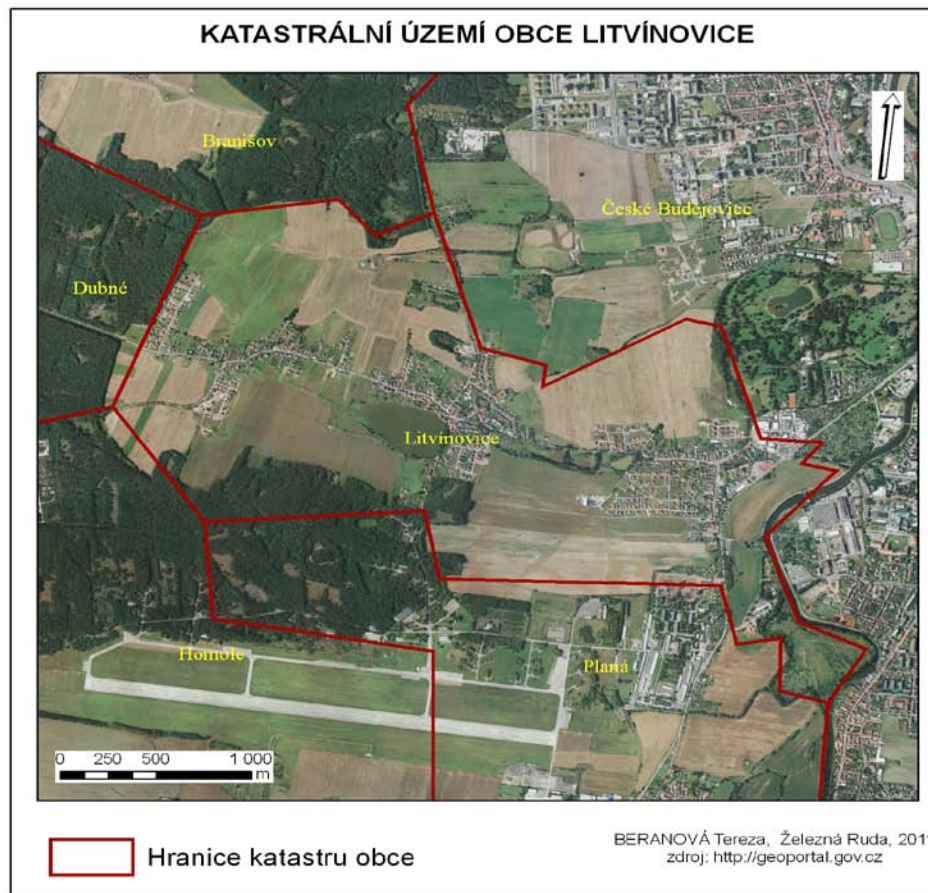 KATASTRÁLNÍ ÚZEMÍ OBCE LITVÍNOVICE
Branišov
České Budějovice
Dubné
Litvínovice
Homole
Planá
0 250 500 1 000
m
Hranice katastru obce
BERANOVÁ Tereza, Železná Ruda, 201
zdroj: http://geoportal.gov.cz